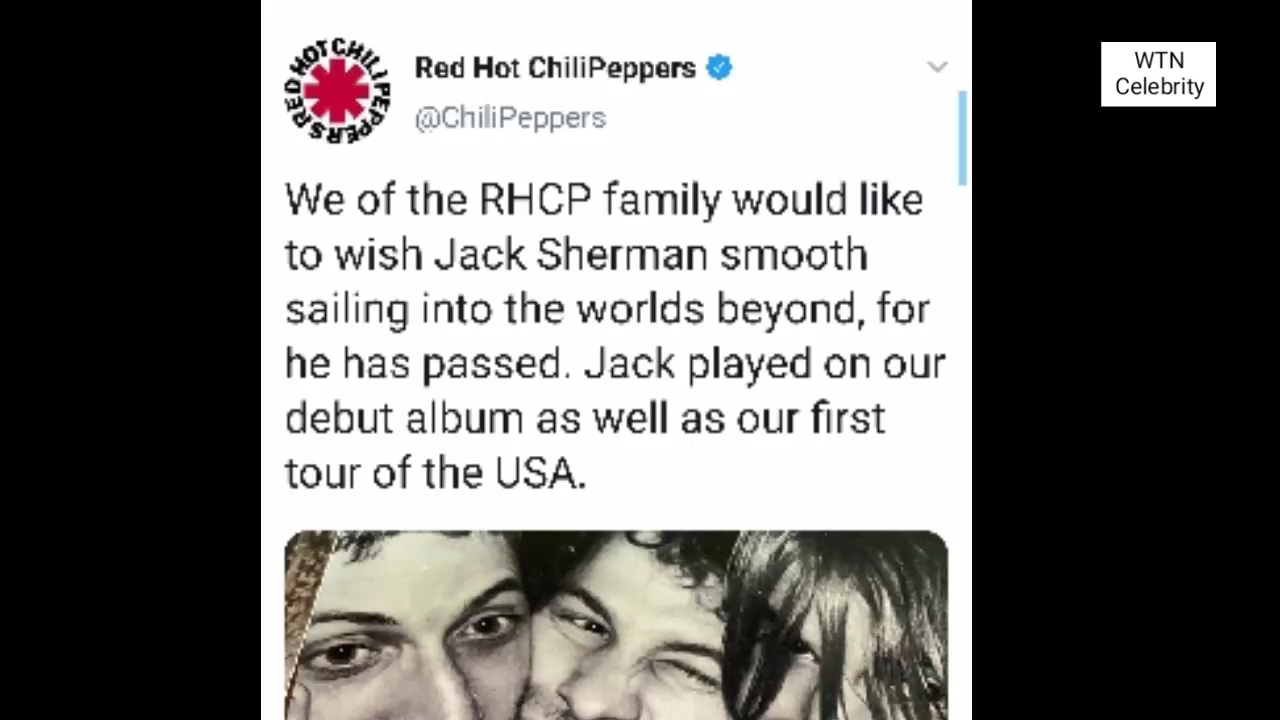 RED HOT CHILI PEPPERS
Red Hot ChiliPeppers
@ChiliPeppers
We of the RHCP family would like
to wish Jack Sherman smooth
sailing into the worlds beyond, for
he has passed. Jack played on our
debut album as well as our first
tour of the USA.
WTN
Celebrity